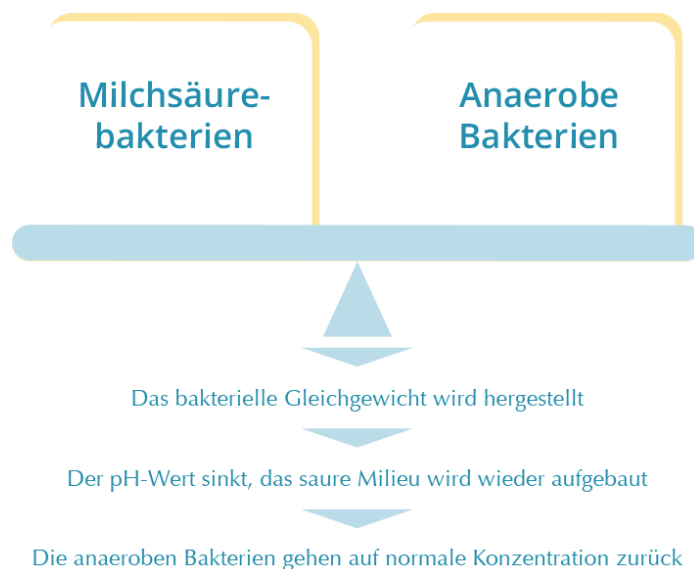 Milchsäure-
bakterien
Anaerobe
Bakterien
Das bakterielle Gleichgewicht wird hergestellt
Der pH-Wert sinkt, das saure Milieu wird wieder aufgebaut
Die anaeroben Bakterien gehen auf normale Konzentration zurück